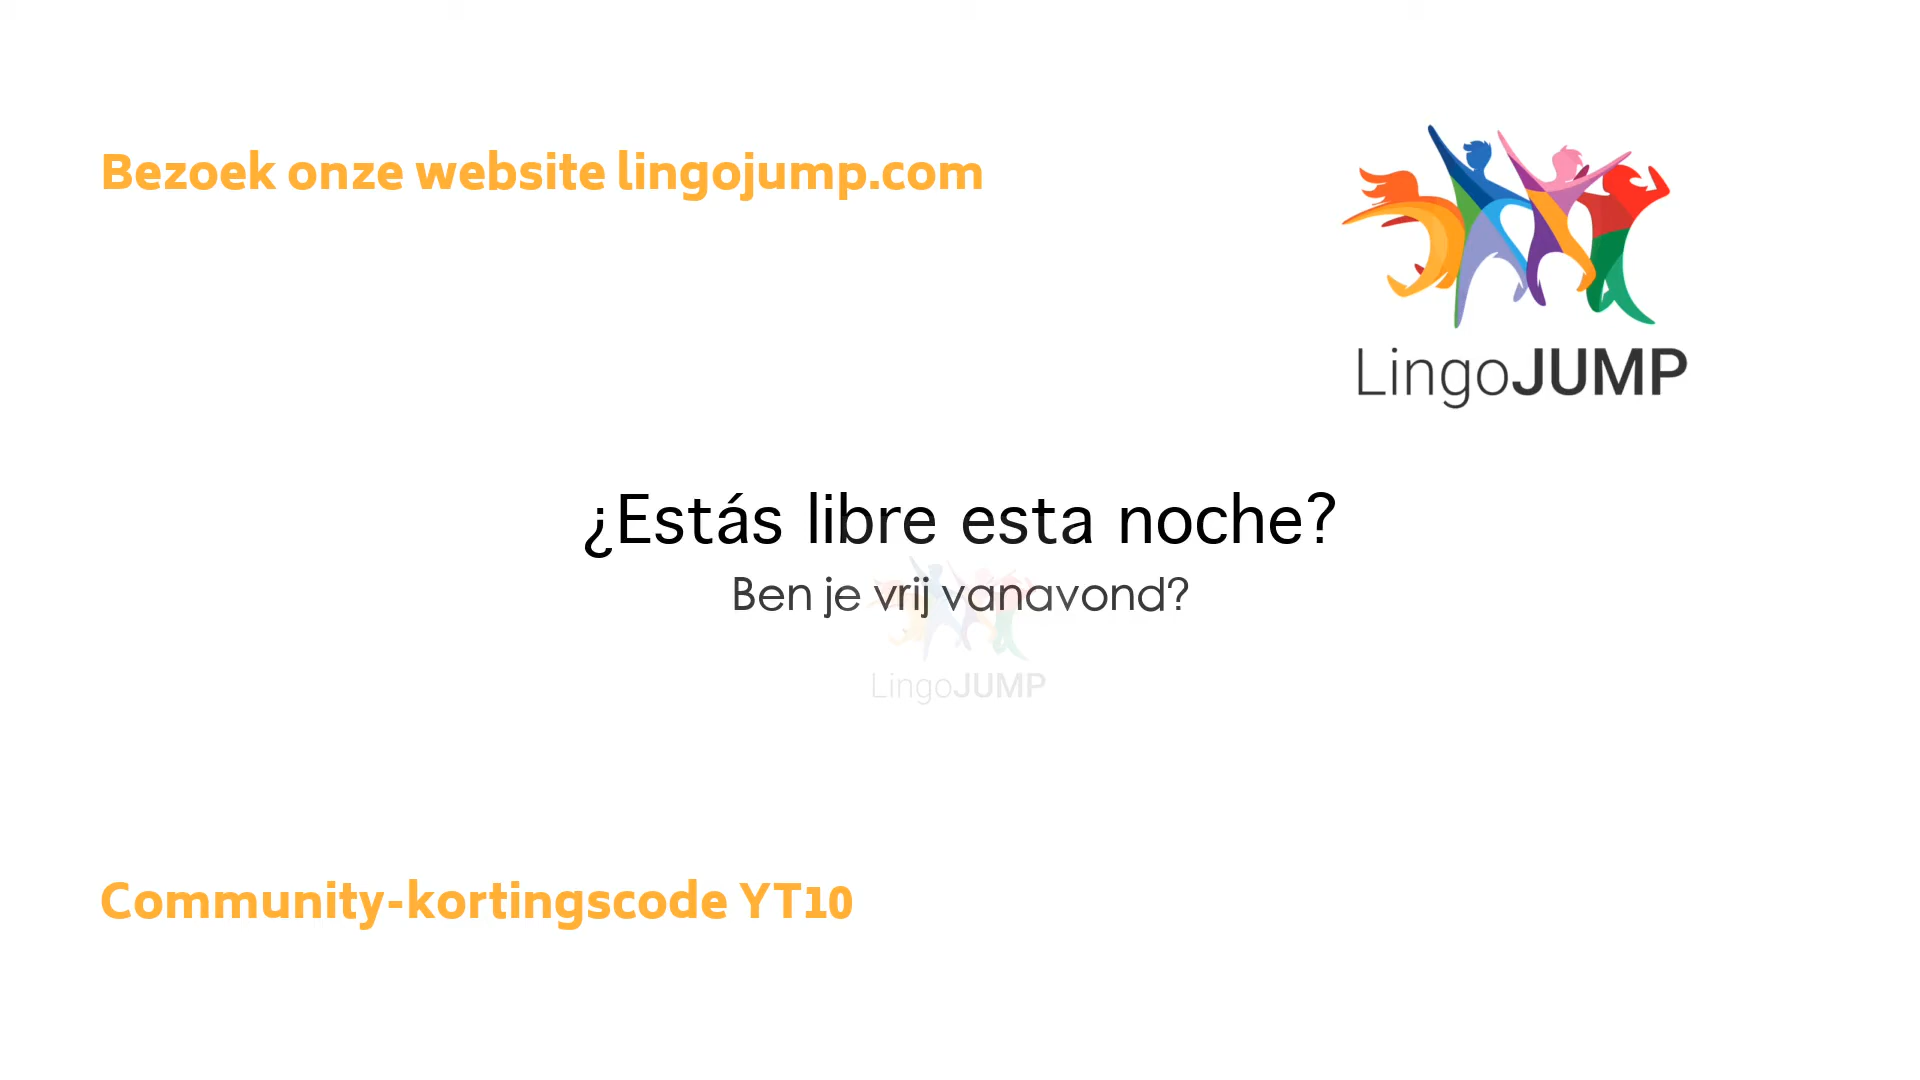 Bezoek onze website lingojump.com
LingoJUMP
¿Estás libre esta noche?
Ben je vrij vanavond?
LingoJUMP
Community-kortingscode YT10